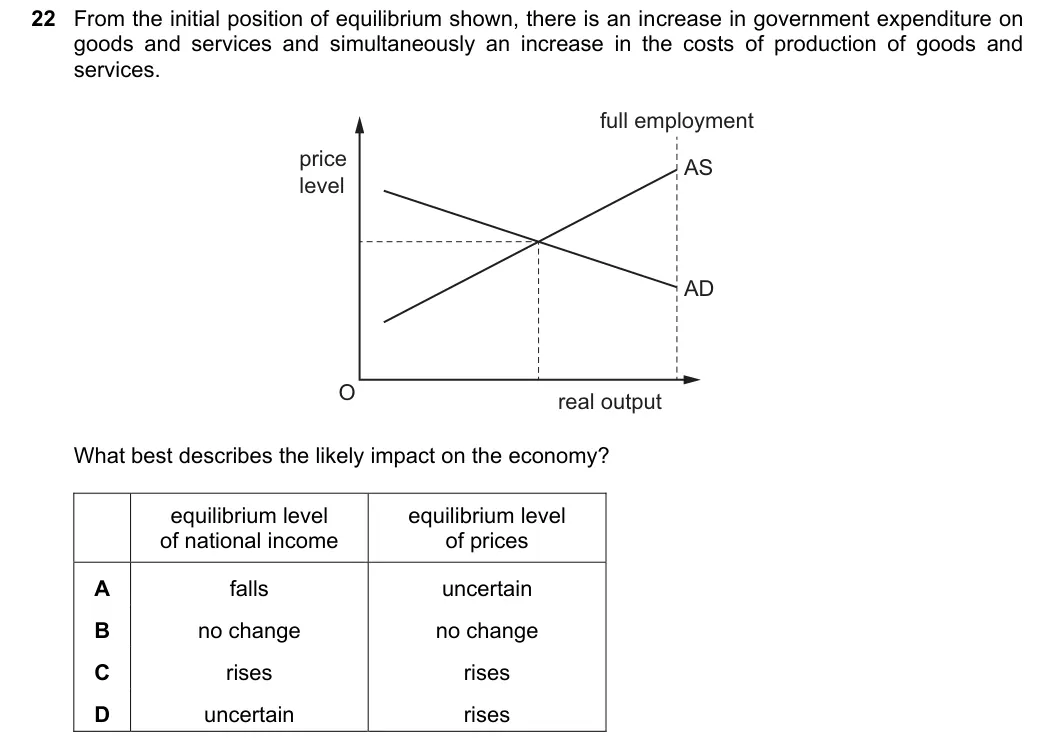 22 From the initial position of equilibrium shown, there is an increase in government expenditure on
goods and services and simultaneously an increase in the costs of production of goods and
services.
full employment
price
level
AS
AD
O
real output
What best describes the likely impact on the economy?
equilibrium level
of national income
equilibrium level
of prices
A falls uncertain
B no change no change
C rises rises
D uncertain rises